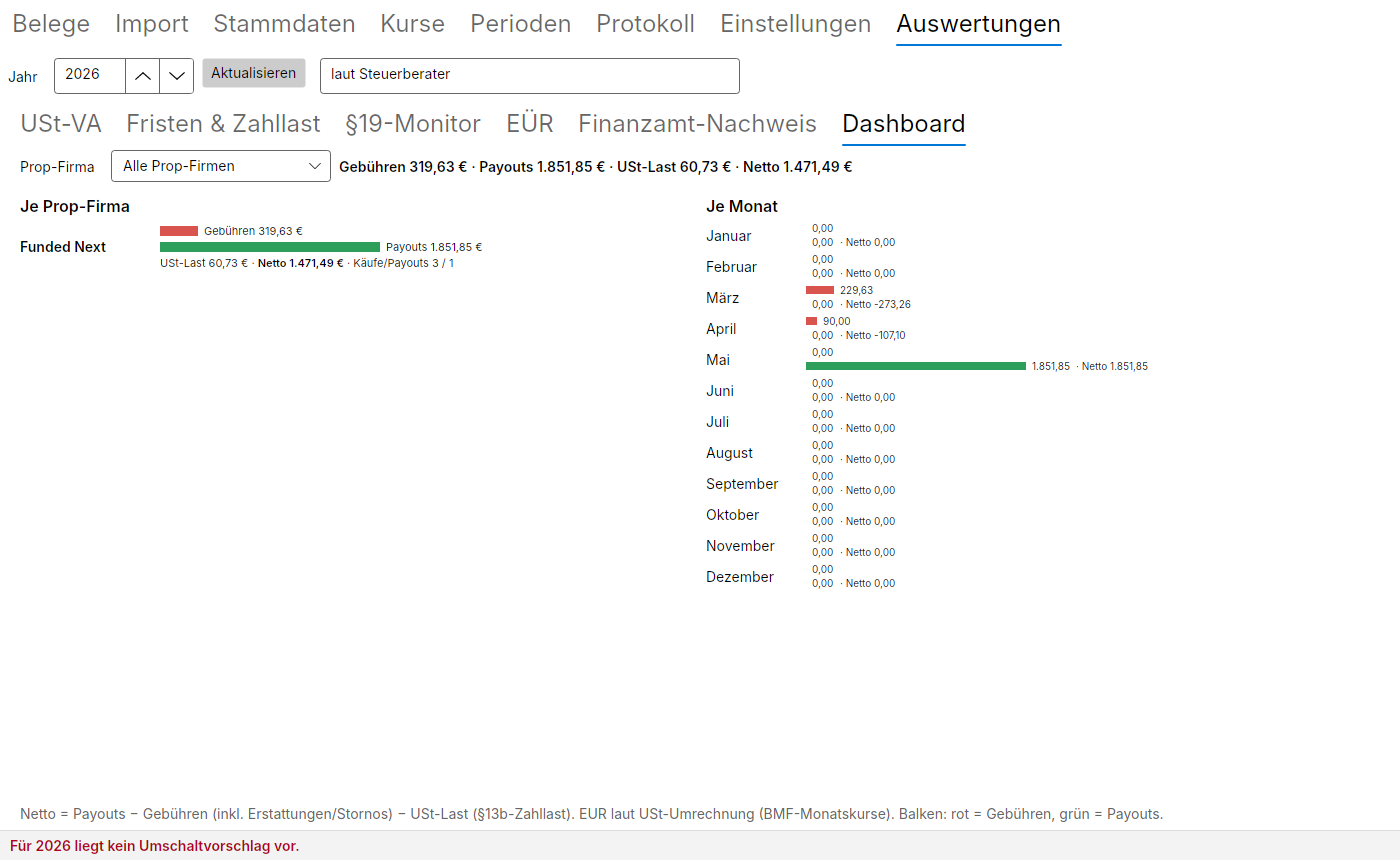 Belege Import Stammdaten Kurse Perioden Protokoll Einstellungen Auswertungen
Jahr 2026 Aktualisieren laut Steuerberater
USt-VA Fristen & Zahllast §19-Monitor EÜR Finanzamt-Nachweis Dashboard
Prop-Firma Alle Prop-Firmen Gebühren 319,63 € · Payouts 1.851,85 € · USt-Last 60,73 € · Netto 1.471,49 €
Je Prop-Firma
Gebühren 319,63 €
Funded Next Payouts 1.851,85 €
USt-Last 60,73 € · Netto 1.471,49 € · Käufe/Payouts 3 / 1
Je Monat
Januar 0,00
0,00 · Netto 0,00
Februar 0,00
0,00 · Netto 0,00
März 229,63
0,00 · Netto -273,26
April 90,00
0,00 · Netto -107,10
Mai 0,00
1.851,85 · Netto 1.851,85
Juni 0,00
0,00 · Netto 0,00
Juli 0,00
0,00 · Netto 0,00
August 0,00
0,00 · Netto 0,00
September 0,00
0,00 · Netto 0,00
Oktober 0,00
0,00 · Netto 0,00
November 0,00
0,00 · Netto 0,00
Dezember 0,00
0,00 · Netto 0,00
Netto = Payouts − Gebühren (inkl. Erstattungen/Stornos) − USt-Last (§13b-Zahllast). EUR laut USt-Umrechnung (BMF-Monatskurse). Balken: rot = Gebühren, grün = Payouts.
Für 2026 liegt kein Umschaltvorschlag vor.